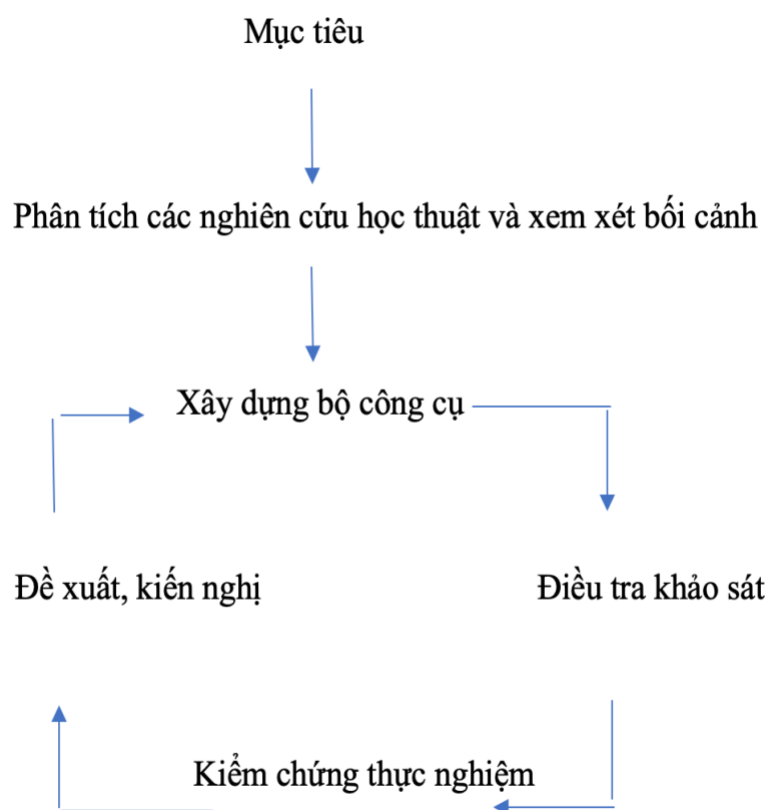 Mục tiêu
Phân tích các nghiên cứu học thuật và xem xét bối cảnh
Xây dựng bộ công cụ
Đề xuất, kiến nghị
Điều tra khảo sát
Kiểm chứng thực nghiệm